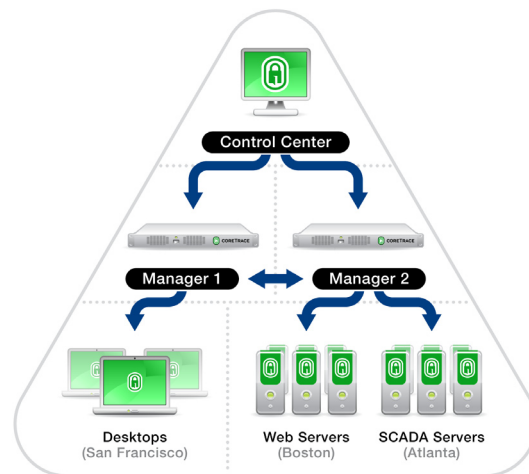 Control Center
CORETRACE
CORETRACE
Manager 1
Manager 2
Desktops
(San Francisco)
Web Servers
(Boston)
SCADA Servers
(Atlanta)